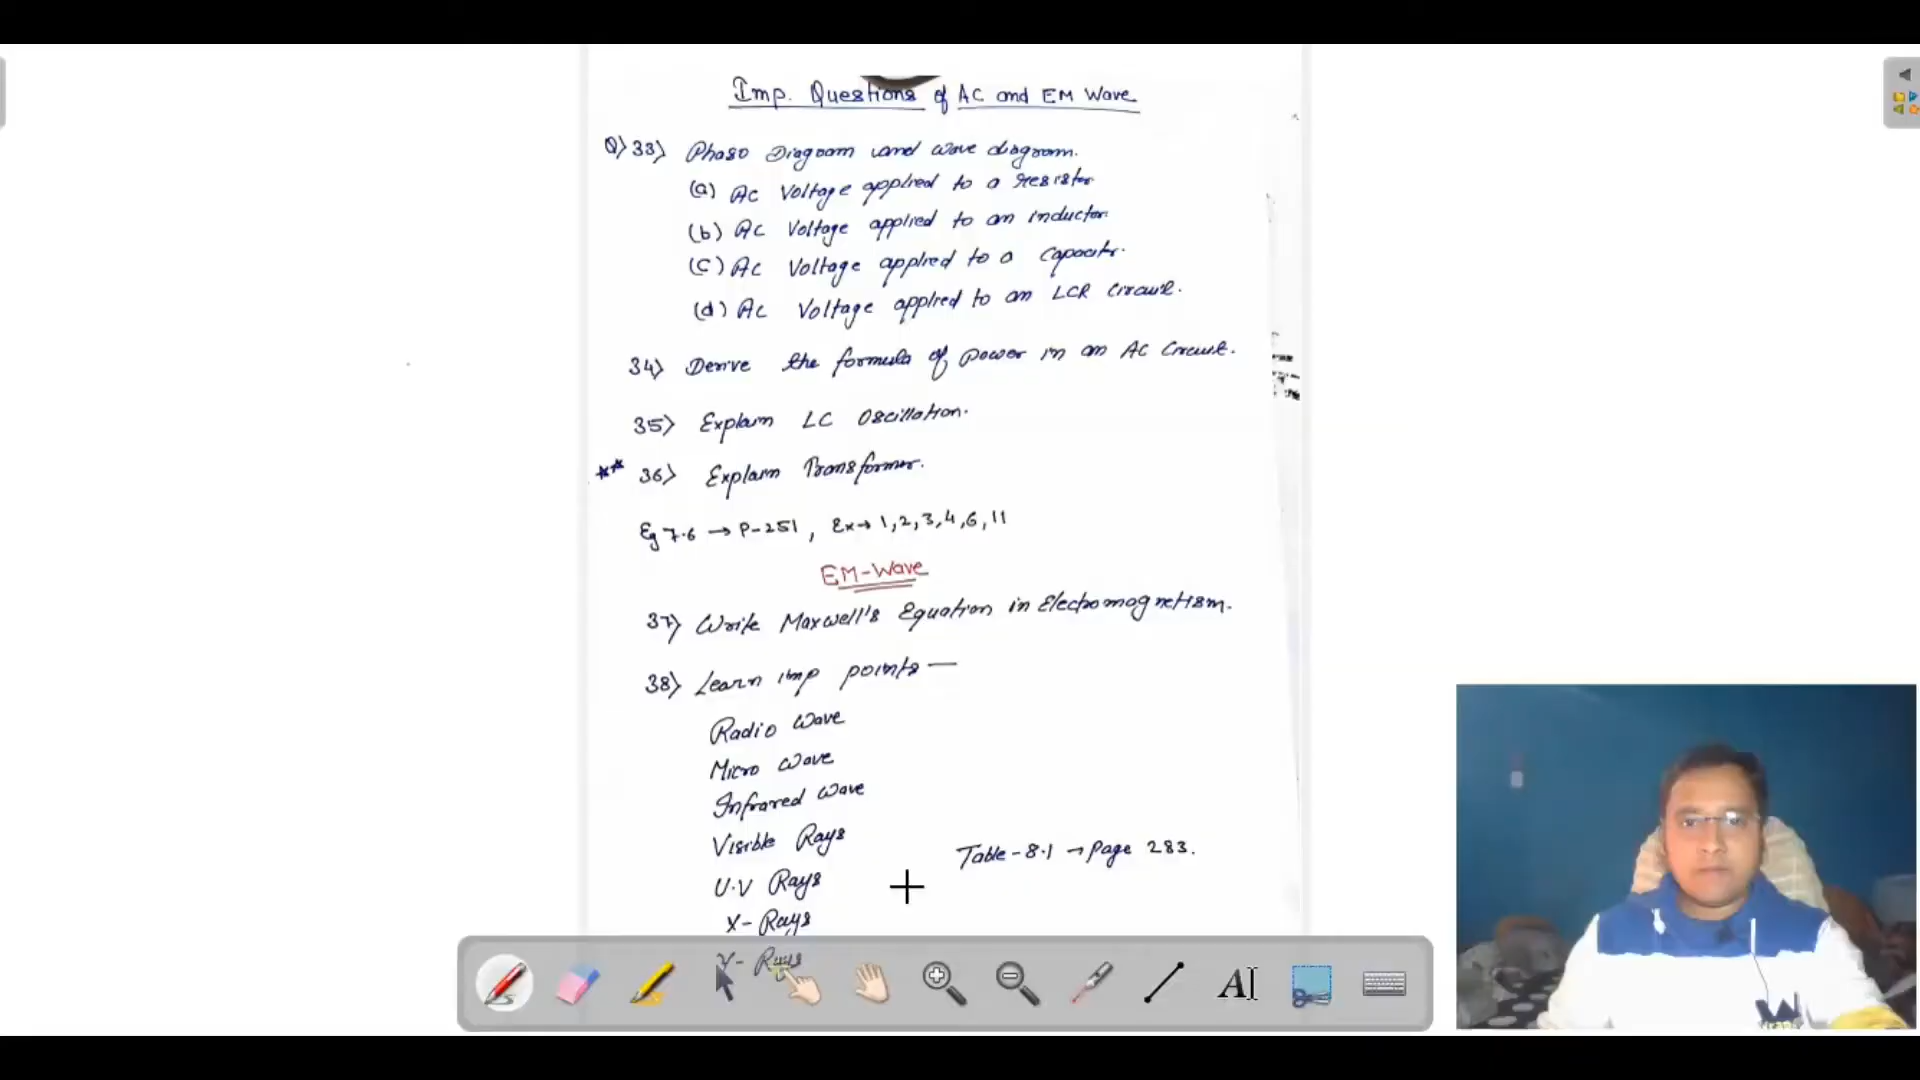 Imp. Questions of AC and EM Wave
Q) 33) Phaso Diagram and wave diagram.
(a) AC Voltage applied to a resistor
(b) AC Voltage applied to an inductor.
(C) AC Voltage applied to a Capacitr.
(d) AC Voltage applied to an LCR Circuit.
34) Derive the formula of power in an AC Circuit.
35) Explain LC Oscillation.
** 36) Explain Transformer.
Eg 7.6 → P-251, Ex→ 1,2,3,4,6,11
EM-Wave
37) Write Maxwell's Equation in Electromagnetism.
38) Learn imp points —
Radio Wave
Micro Wave
Infrared Wave
Visible Rays
Table-8.1 → Page 283.
U.V Rays
X-Rays
γ- Rays
AI